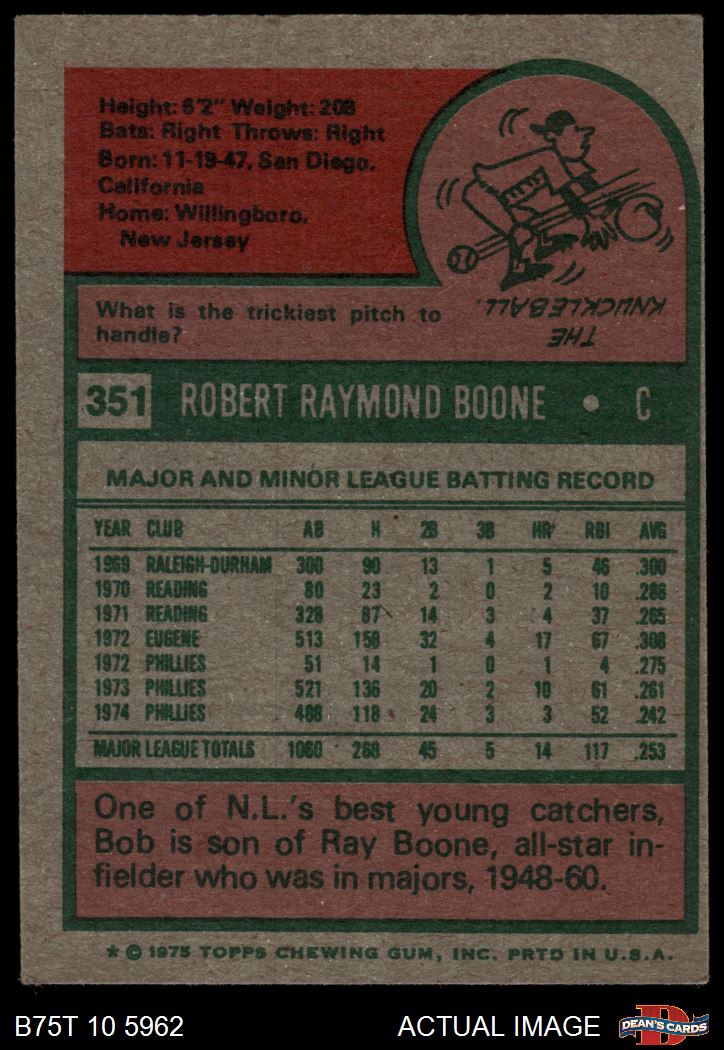 Height: 6'2" Weight: 208
Bats: Right Throws: Right
Born: 11-19-47, San Diego,
California
Home: Willingboro,
New Jersey
THE
KNUCKLEBALL.
What is the trickiest pitch to
handle?
351 ROBERT RAYMOND BOONE • C
MAJOR AND MINOR LEAGUE BATTING RECORD
YEAR CLUB AB H 2B 3B HR RBI AVG
1969 RALEIGH-DURHAM 300 90 13 1 5 46 .300
1970 READING 80 23 2 0 2 10 .288
1971 READING 328 87 14 3 4 37 .265
1972 EUGENE 513 158 32 4 17 67 .308
1972 PHILLIES 51 14 1 0 1 4 .275
1973 PHILLIES 521 136 20 2 10 61 .261
1974 PHILLIES 488 118 24 3 3 52 .242
MAJOR LEAGUE TOTALS 1060 268 45 5 14 117 .253
One of N.L.'s best young catchers,
Bob is son of Ray Boone, all-star in-
fielder who was in majors, 1948-60.
* © 1975 TOPPS CHEWING GUM, INC. PRTD IN U.S.A.
B75T 10 5962 ACTUAL IMAGE DEAN'S CARDS